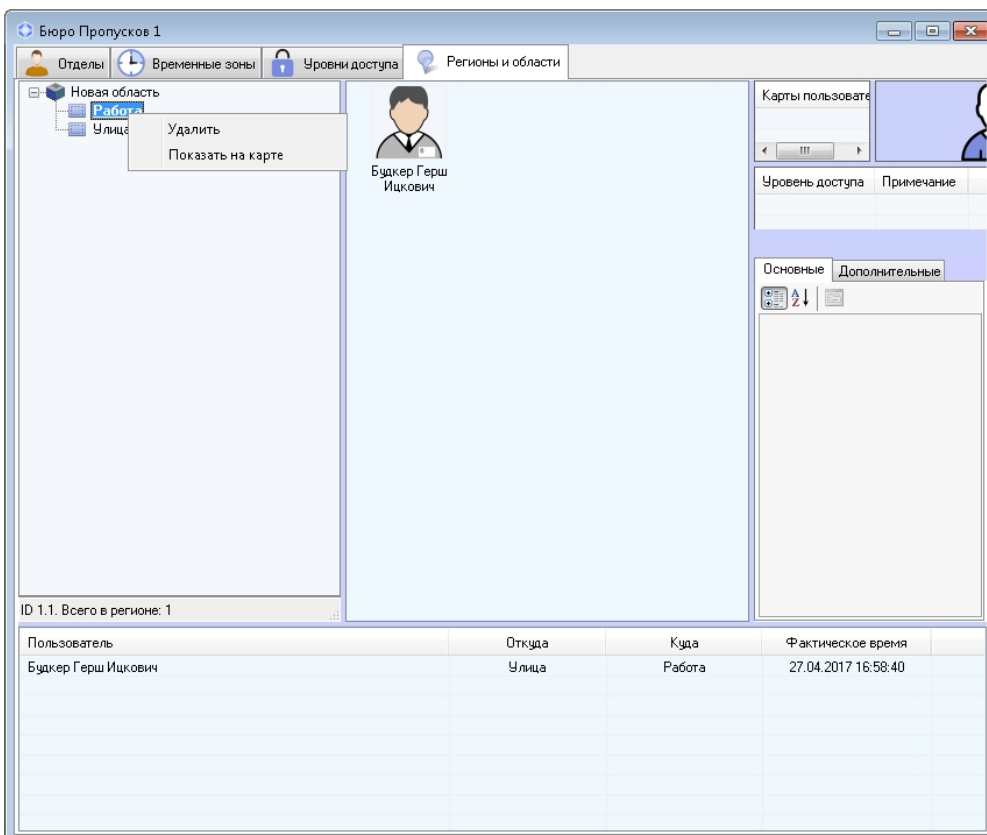 Бюро Пропусков 1
Отделы
Временные зоны
Уровни доступа
Регионы и области
Новая область
Работа
Улица
Удалить
Показать на карте
Будкер Герш
Ицкович
Карты пользовате
Уровень доступа Примечание
Основные Дополнительные
ID 1.1. Всего в регионе: 1
Пользователь Откуда Куда Фактическое время
Будкер Герш Ицкович Улица Работа 27.04.2017 16:58:40